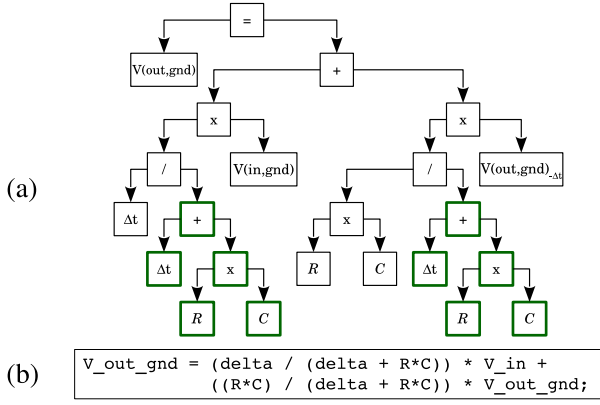 =
V(out,gnd)
+
x
x
/
V(in,gnd)
/
V(out,gnd)-Δt
(a)
Δt
+
x
+
Δt
x
R
C
Δt
x
R
C
R
C
(b)
V_out_gnd = (delta / (delta + R*C)) * V_in +
((R*C) / (delta + R*C)) * V_out_gnd;